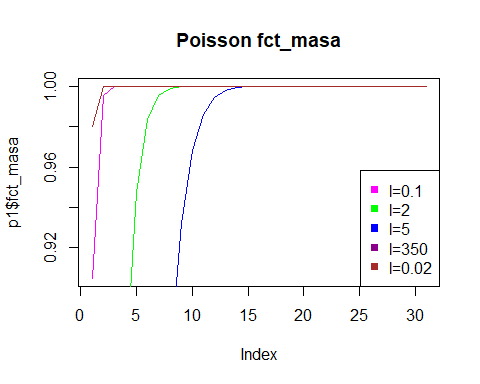 Poisson fct_masa
p1$fct_masa
1.00
0.96
0.92
0 5 10 15 20 25 30
Index
l=0.1
l=2
l=5
l=350
l=0.02